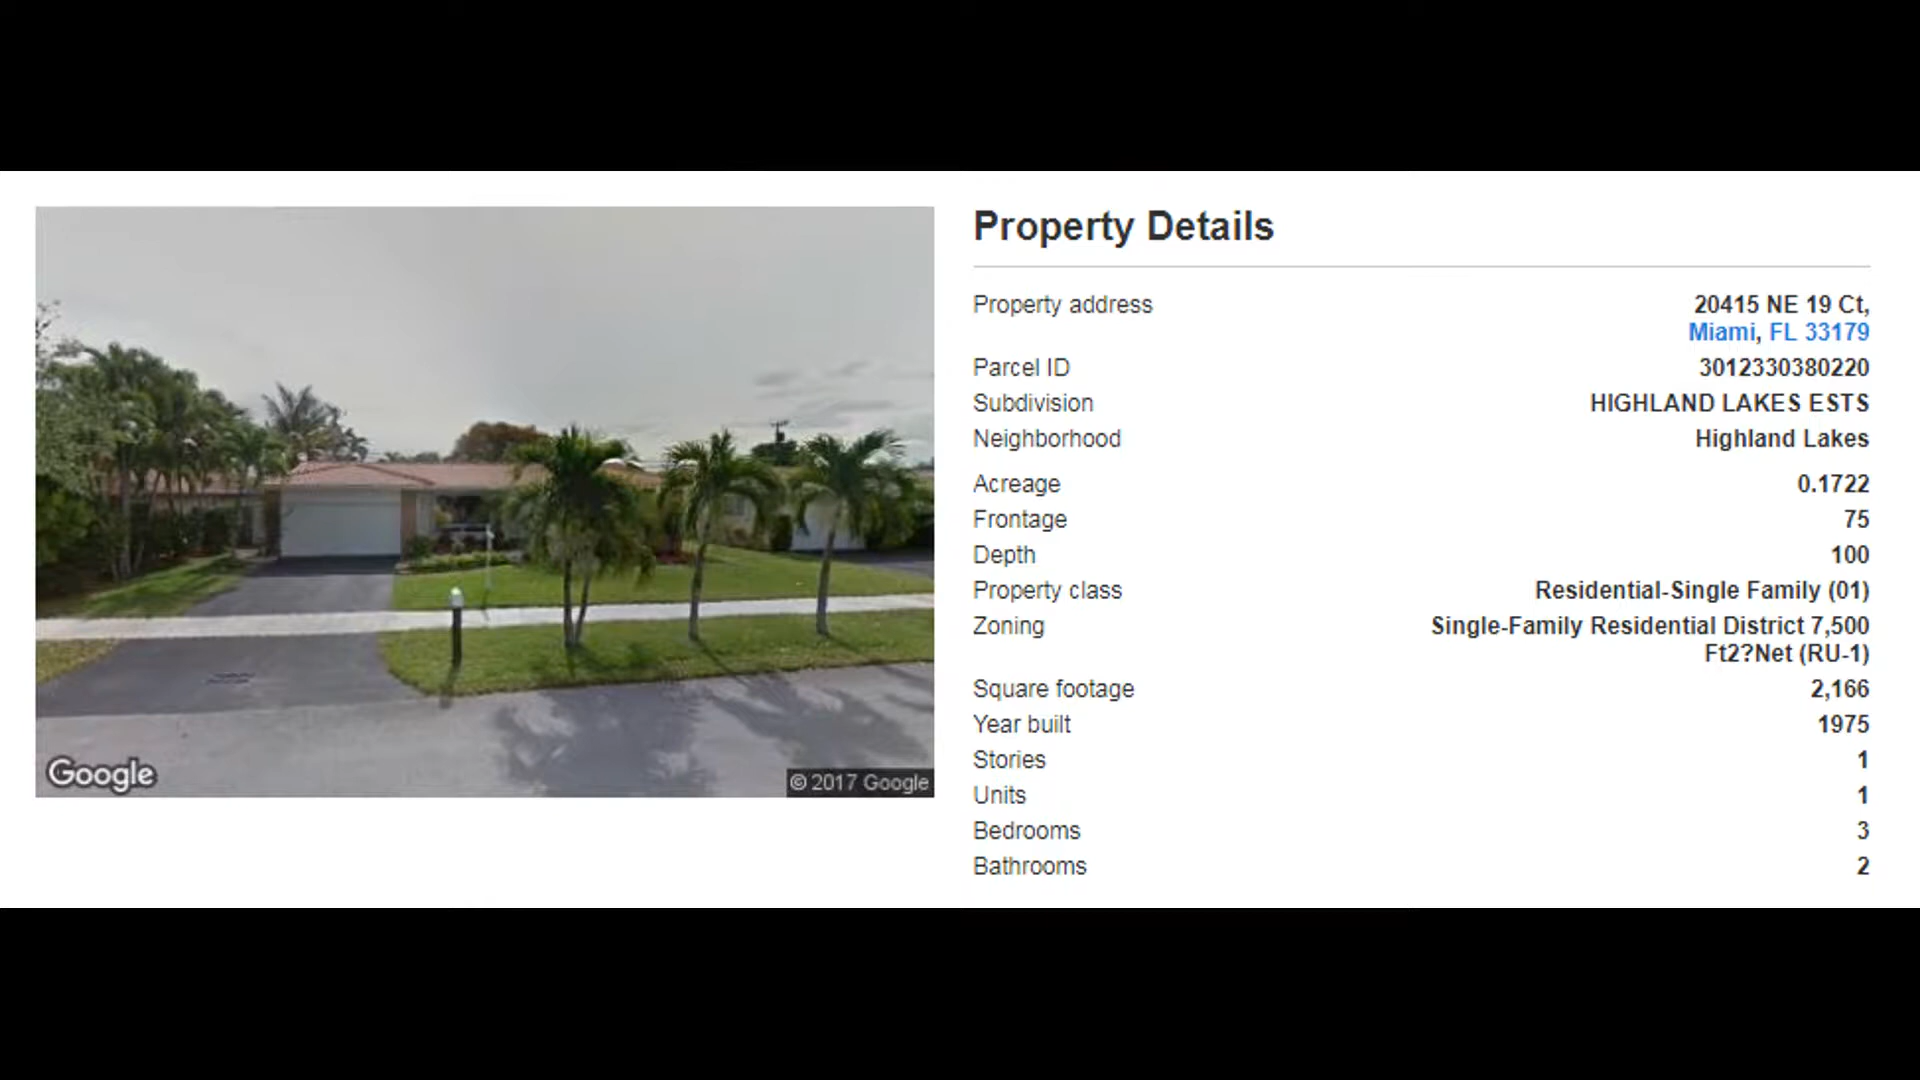 Property Details
Property address 20415 NE 19 Ct,
Miami, FL 33179
Parcel ID 3012330380220
Subdivision HIGHLAND LAKES ESTS
Neighborhood Highland Lakes
Acreage 0.1722
Frontage 75
Depth 100
Property class Residential-Single Family (01)
Zoning Single-Family Residential District 7,500
Ft2?Net (RU-1)
Square footage 2,166
Year built 1975
Stories 1
Units 1
Bedrooms 3
Bathrooms 2
Google
© 2017 Google